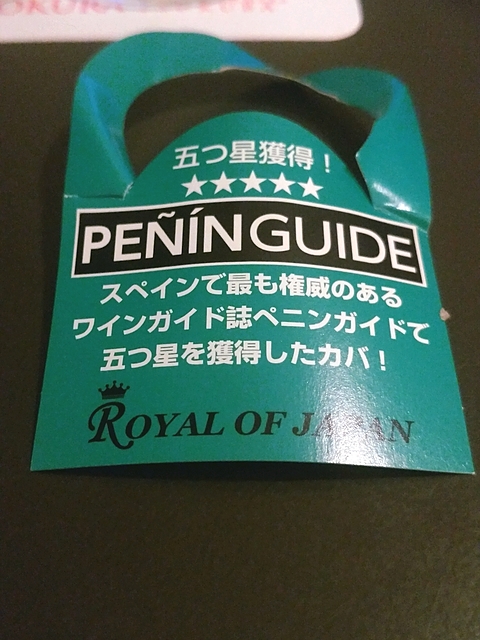 OKURA
五つ星獲得！
★★★★★
PEÑÍN GUIDE
スペインで最も権威のある
ワインガイド誌ペニンガイドで
五つ星を獲得したカバ！
ROYAL OF JAPAN